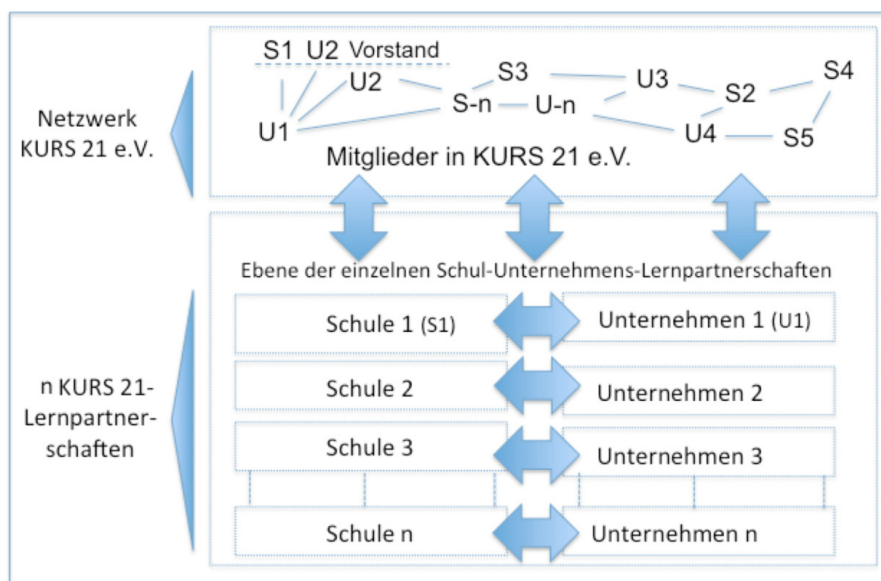 S1 U2 Vorstand
U2
S3
U3
S4
S2
S-n
U-n
U1
U4
S5
Mitglieder in KURS 21 e.V.
Netzwerk
KURS 21 e.V.
Ebene der einzelnen Schul-Unternehmens-Lernpartnerschaften
Schule 1 (S1)
Unternehmen 1 (U1)
Schule 2
Unternehmen 2
Schule 3
Unternehmen 3
Schule n
Unternehmen n
n KURS 21-
Lernpartner-
schaften